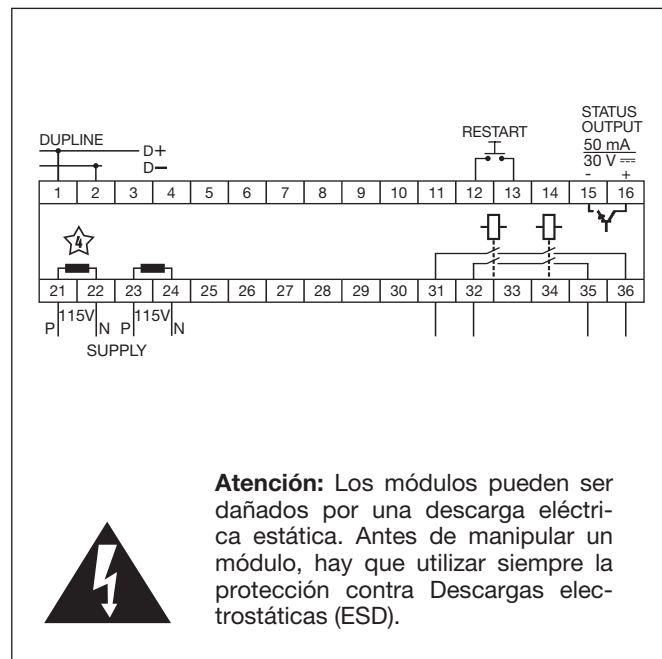 STATUS
OUTPUT
DUPLINE
RESTART
50 mA
D+
30 V ⎓
D−
- +
1 2 3 4 5 6 7 8 9 10 11 12 13 14 15 16
4
21 22 23 24 25 26 27 28 29 30 31 32 33 34 35 36
P 115V N P 115V N
SUPPLY
Atención: Los módulos pueden ser
dañados por una descarga eléctri-
ca estática. Antes de manipular un
módulo, hay que utilizar siempre la
protección contra Descargas elec-
trostáticas (ESD).